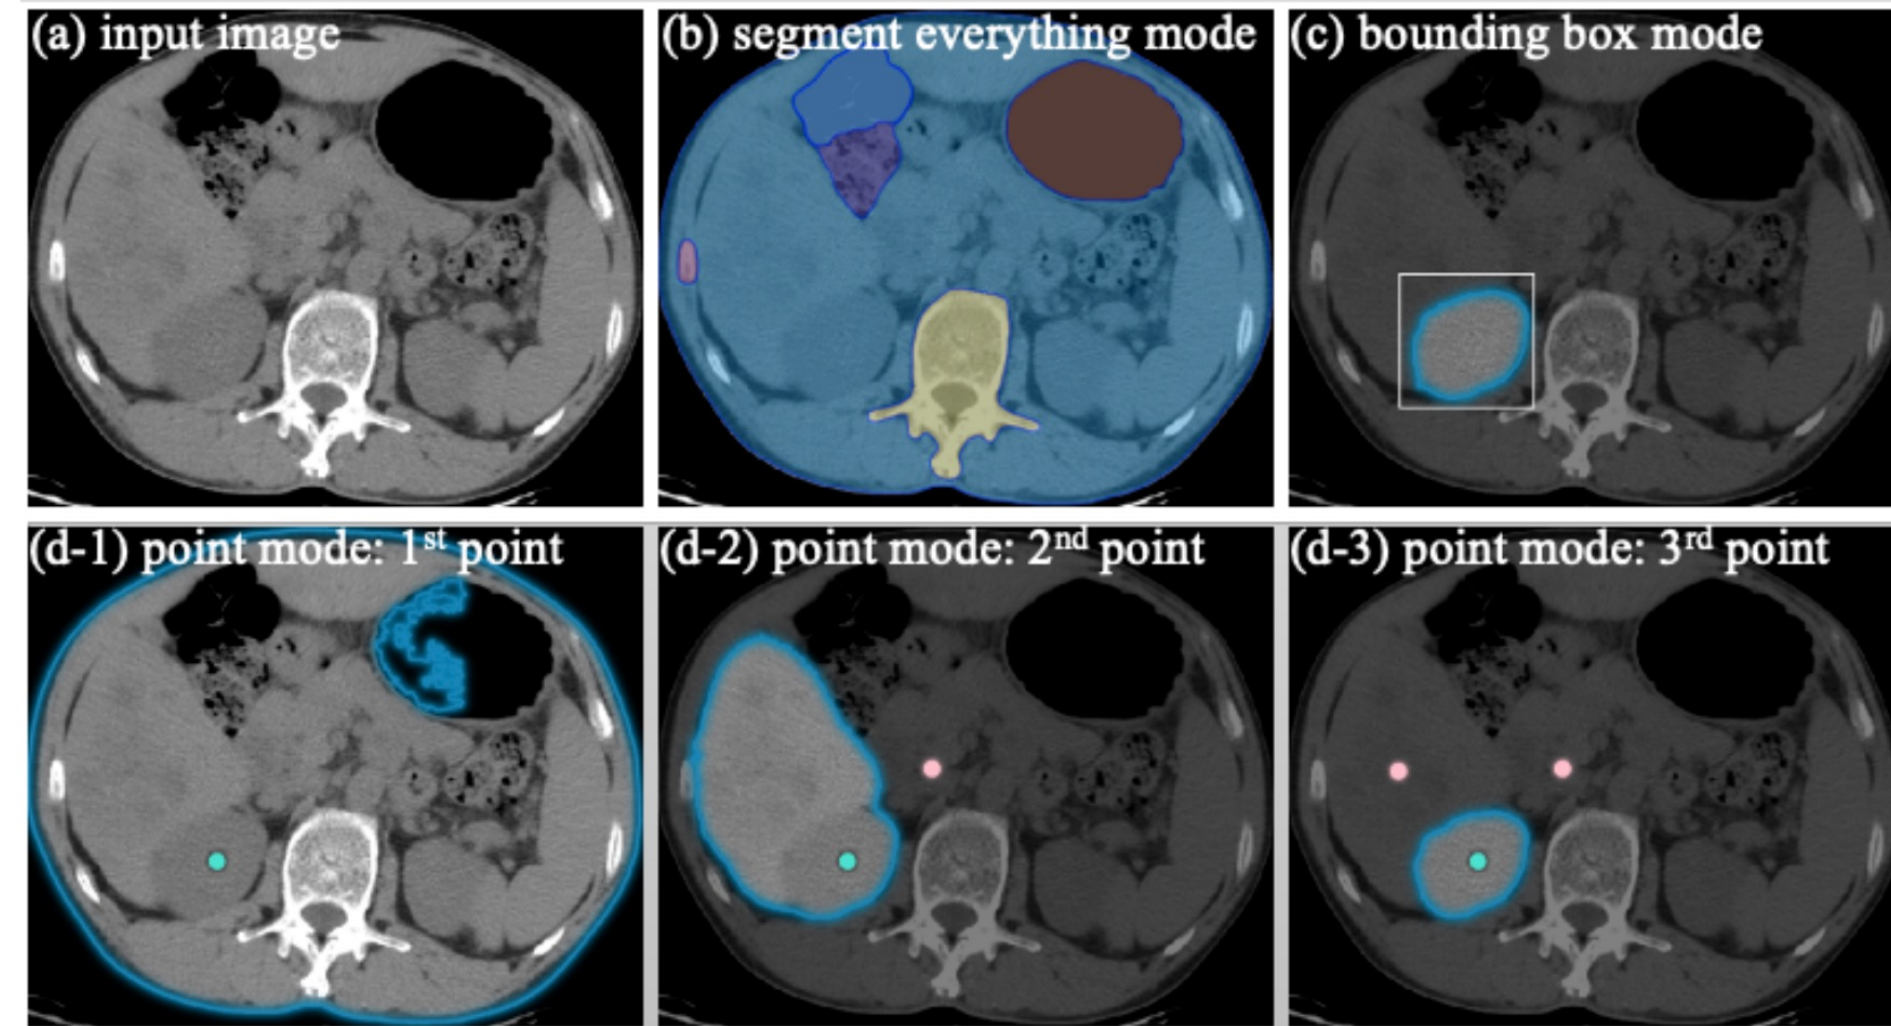 (a) input image
(b) segment everything mode
(c) bounding box mode
(d-1) point mode: 1st point
(d-2) point mode: 2nd point
(d-3) point mode: 3rd point